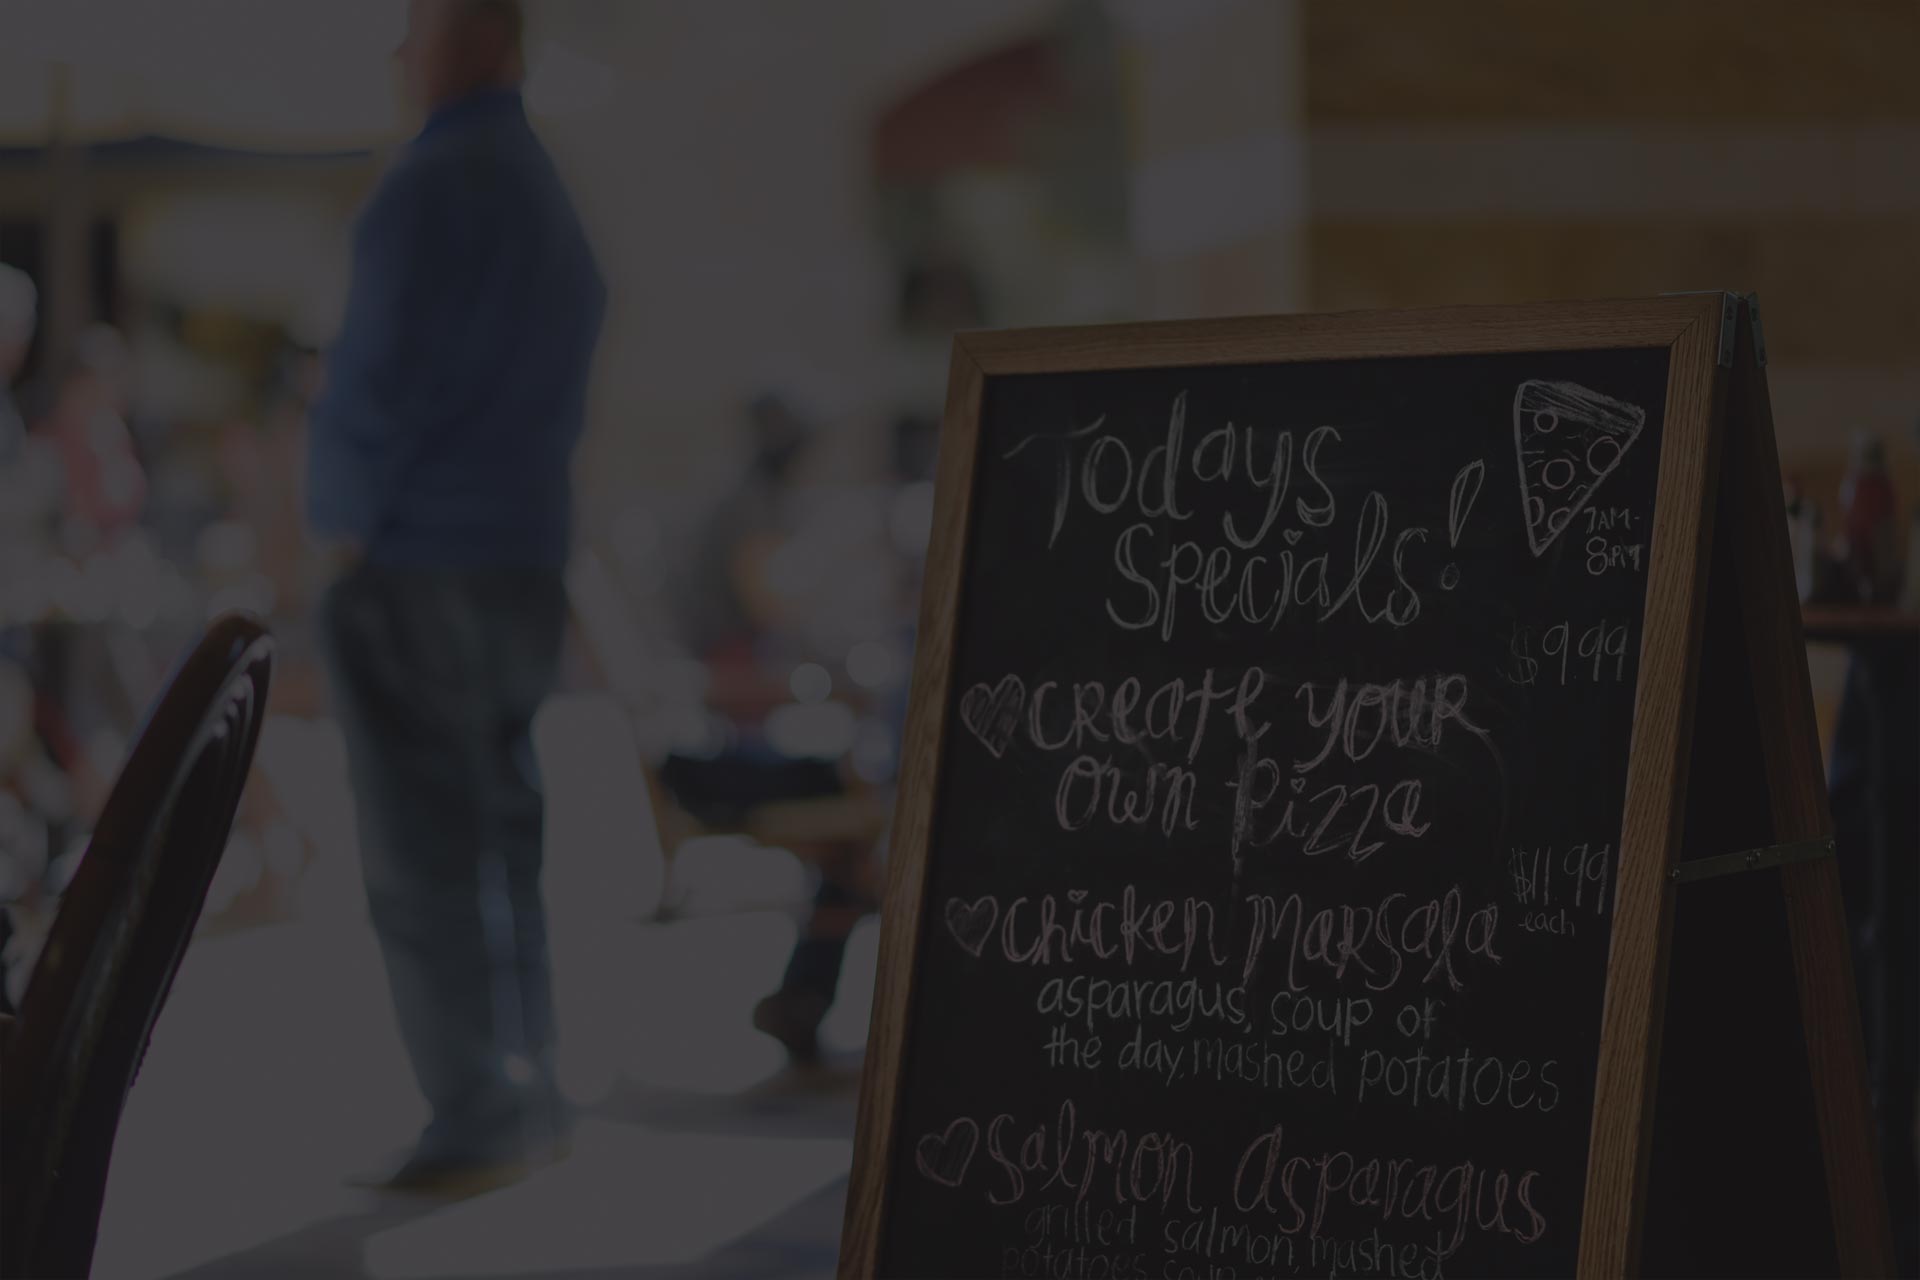 Todays
Specials!
7AM-
8PM
$9.99
Create your
Own Pizza
$11.99
each
Chicken Marsala
asparagus, soup of
the day, mashed potatoes
Salmon Asparagus
grilled salmon, mashed
potatoes, soup